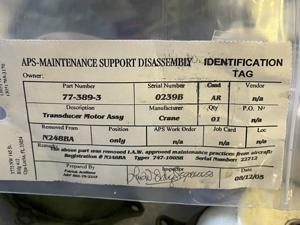 APS-MAINTENANCE SUPPORT DISASSEMBLY IDENTIFICATION TAG
Owner:
Part Number Serial Number Cond Vendor
77-389-3 0239B AR n/a
Description Manufacturer Qty P.O. Nº
Transducer Motor Assy Crane 01 n/a
Removed From Position APS Work Order Job Card Loc
N248BA only n/a n/a n/a
The above part was removed I.A.W. approved maintenance practices from aircraft:
Registration # N248BA Type: 747-100SR Serial Number: 22712
Prepared By Inspector Date
Patrick
08/12/05